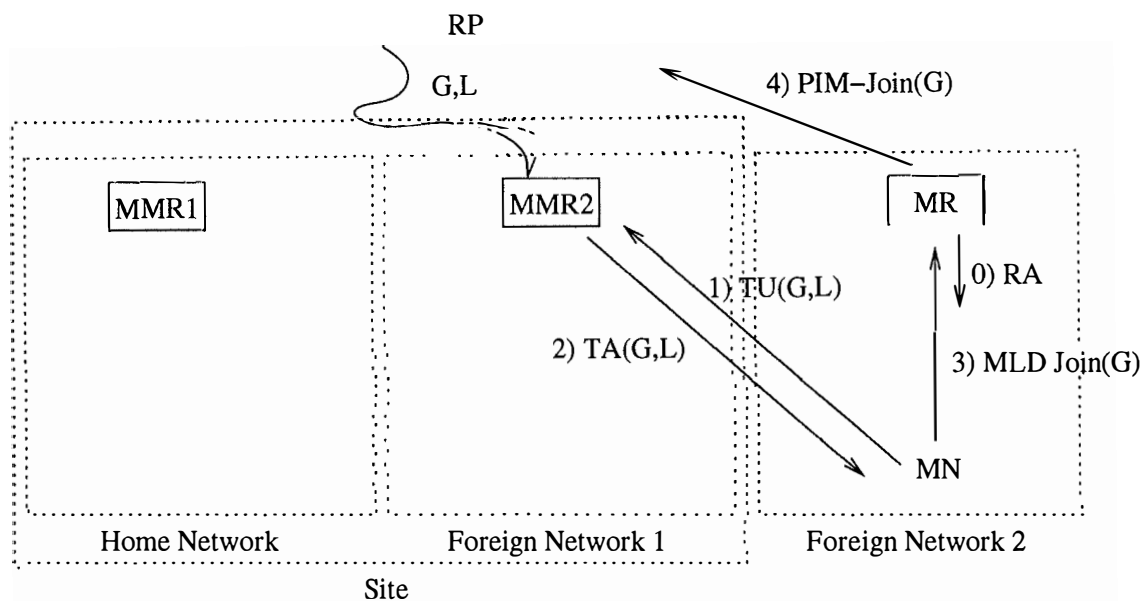 RP
G,L
4) PIM-Join(G)
MMR1
MMR2
MR
0) RA
1) TU(G,L)
2) TA(G,L)
3) MLD Join(G)
MN
Home Network
Foreign Network 1
Foreign Network 2
Site